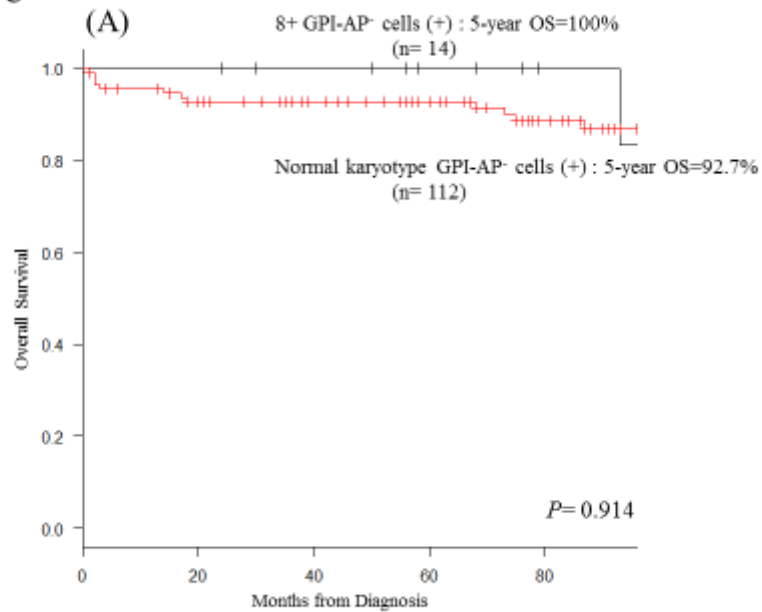 (A)
8+ GPI-AP⁻ cells (+) : 5-year OS=100%
(n= 14)
1.0
Normal karyotype GPI-AP⁻ cells (+) : 5-year OS=92.7%
(n= 112)
0.8
0.6
Overall Survival
0.4
0.2
P= 0.914
0.0
0 20 40 60 80
Months from Diagnosis